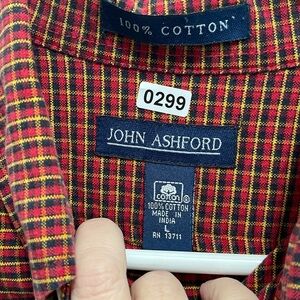 100% COTTON
0299
JOHN ASHFORD
cotton
100% COTTON
MADE IN
INDIA
L
RN 13711